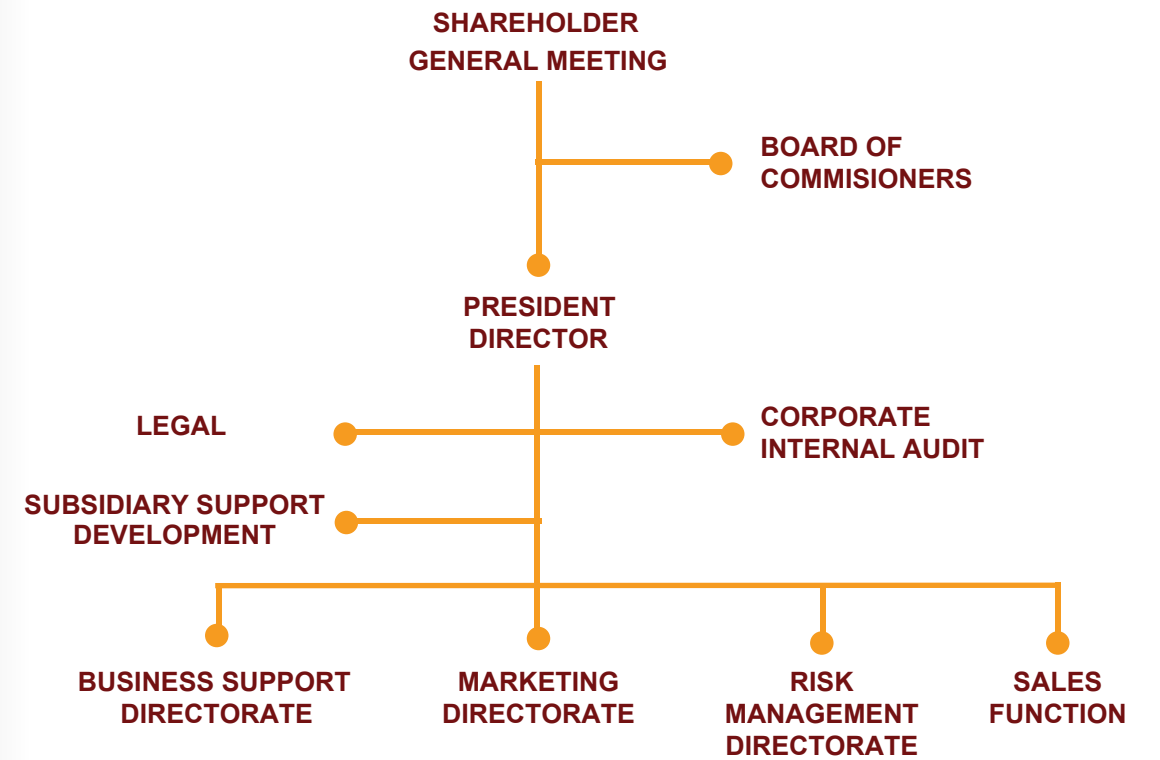 SHAREHOLDER
GENERAL MEETING
BOARD OF
COMMISIONERS
PRESIDENT
DIRECTOR
LEGAL
CORPORATE
INTERNAL AUDIT
SUBSIDIARY SUPPORT
DEVELOPMENT
BUSINESS SUPPORT
DIRECTORATE
MARKETING
DIRECTORATE
RISK
MANAGEMENT
DIRECTORATE
SALES
FUNCTION